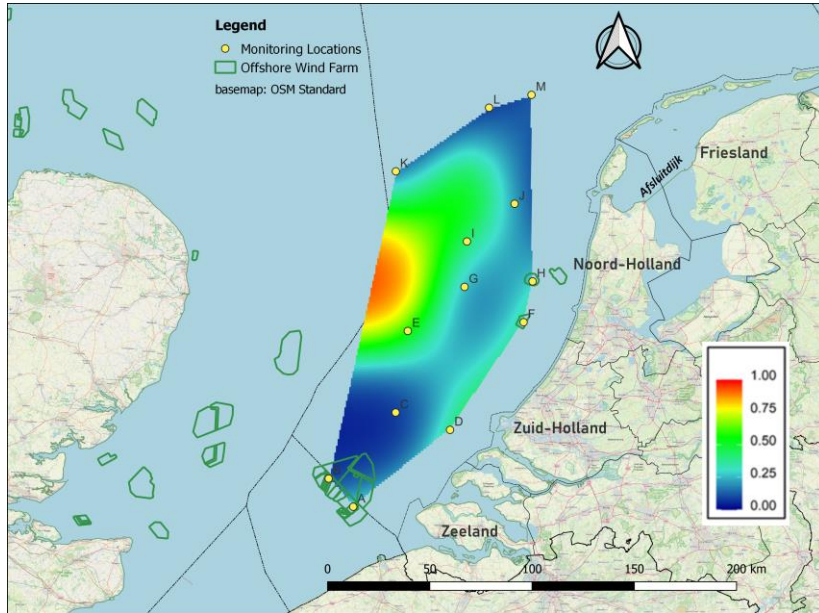 Legend
Monitoring Locations
Offshore Wind Farm
basemap: OSM Standard
M
L
Friesland
K
Afsluitdijk
J
I
Noord-Holland
H
G
F
E
1.00
0.75
C
Zuid-Holland
D
0.50
0.25
0.00
A
Zeeland
0 50 100 150 200 km